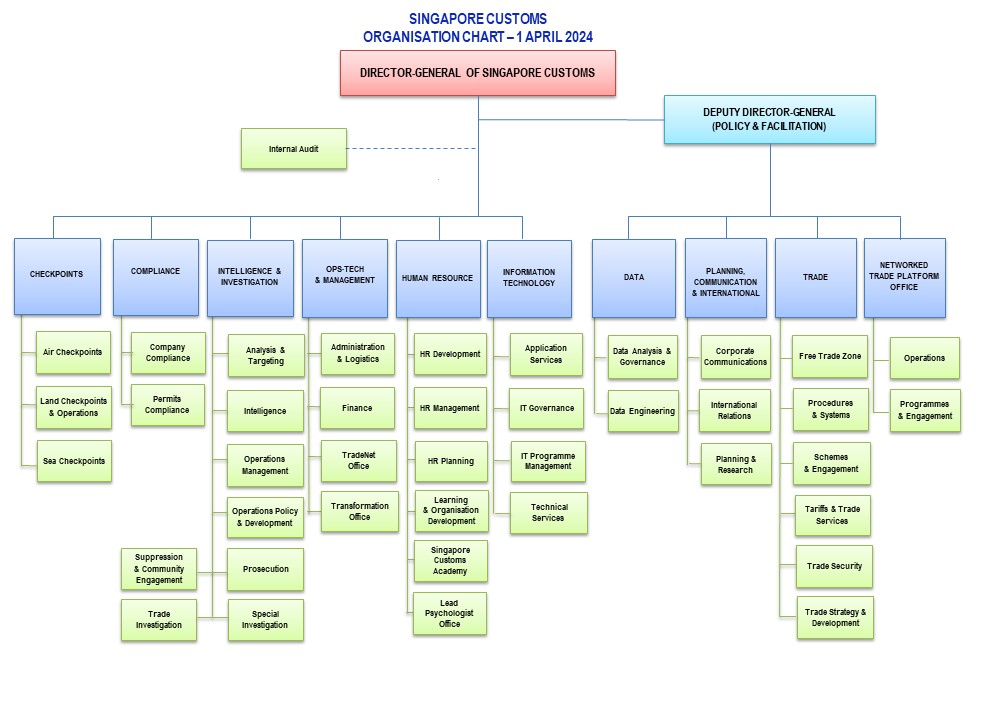 SINGAPORE CUSTOMS
ORGANISATION CHART – 1 APRIL 2024
DIRECTOR-GENERAL OF SINGAPORE CUSTOMS
DEPUTY DIRECTOR-GENERAL
(POLICY & FACILITATION)
Internal Audit
CHECKPOINTS
Air Checkpoints
Land Checkpoints
& Operations
Sea Checkpoints
COMPLIANCE
Company
Compliance
Permits
Compliance
INTELLIGENCE &
INVESTIGATION
Analysis &
Targeting
Intelligence
Operations
Management
Operations Policy
& Development
Suppression
& Community
Engagement
Prosecution
Trade
Investigation
Special
Investigation
OPS-TECH
& MANAGEMENT
Administration
& Logistics
Finance
TradeNet
Office
Transformation
Office
HUMAN RESOURCE
HR Development
HR Management
HR Planning
Learning
& Organisation
Development
Singapore
Customs
Academy
Lead
Psychologist
Office
INFORMATION
TECHNOLOGY
Application
Services
IT Governance
IT Programme
Management
Technical
Services
DATA
Data Analysis &
Governance
Data Engineering
PLANNING,
COMMUNICATION
& INTERNATIONAL
Corporate
Communications
International
Relations
Planning &
Research
TRADE
Free Trade Zone
Procedures
& Systems
Schemes
& Engagement
Tariffs & Trade
Services
Trade Security
Trade Strategy &
Development
NETWORKED
TRADE PLATFORM
OFFICE
Operations
Programmes
& Engagement